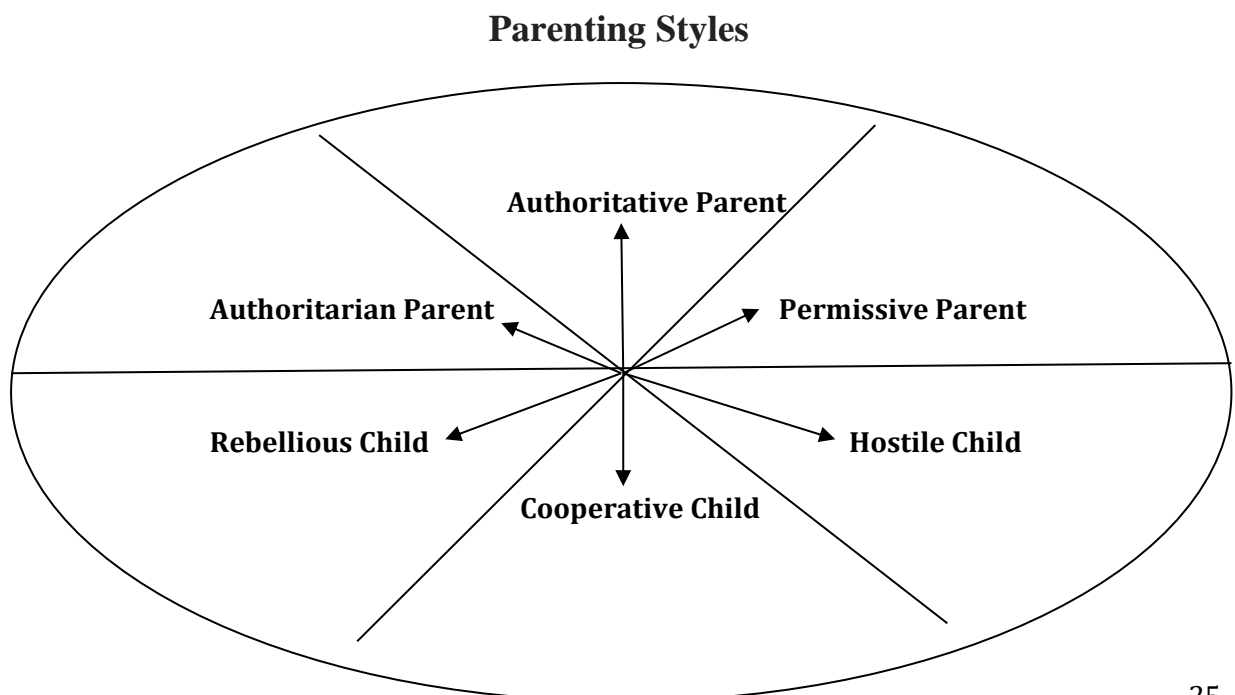 Parenting Styles
Authoritative Parent
Authoritarian Parent
Permissive Parent
Rebellious Child
Hostile Child
Cooperative Child